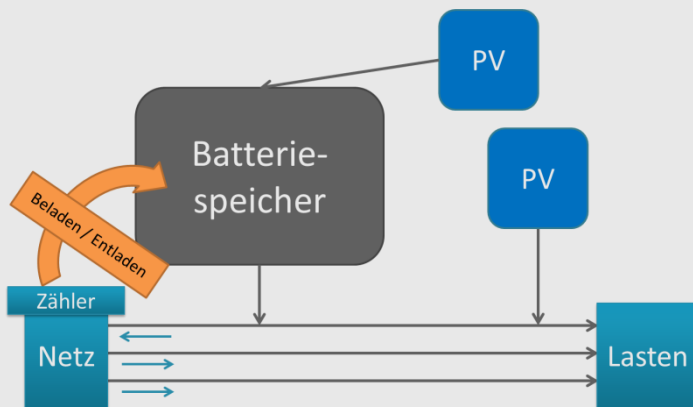 PV
Batterie-
speicher
PV
Beladen / Entladen
Zähler
Netz
Lasten